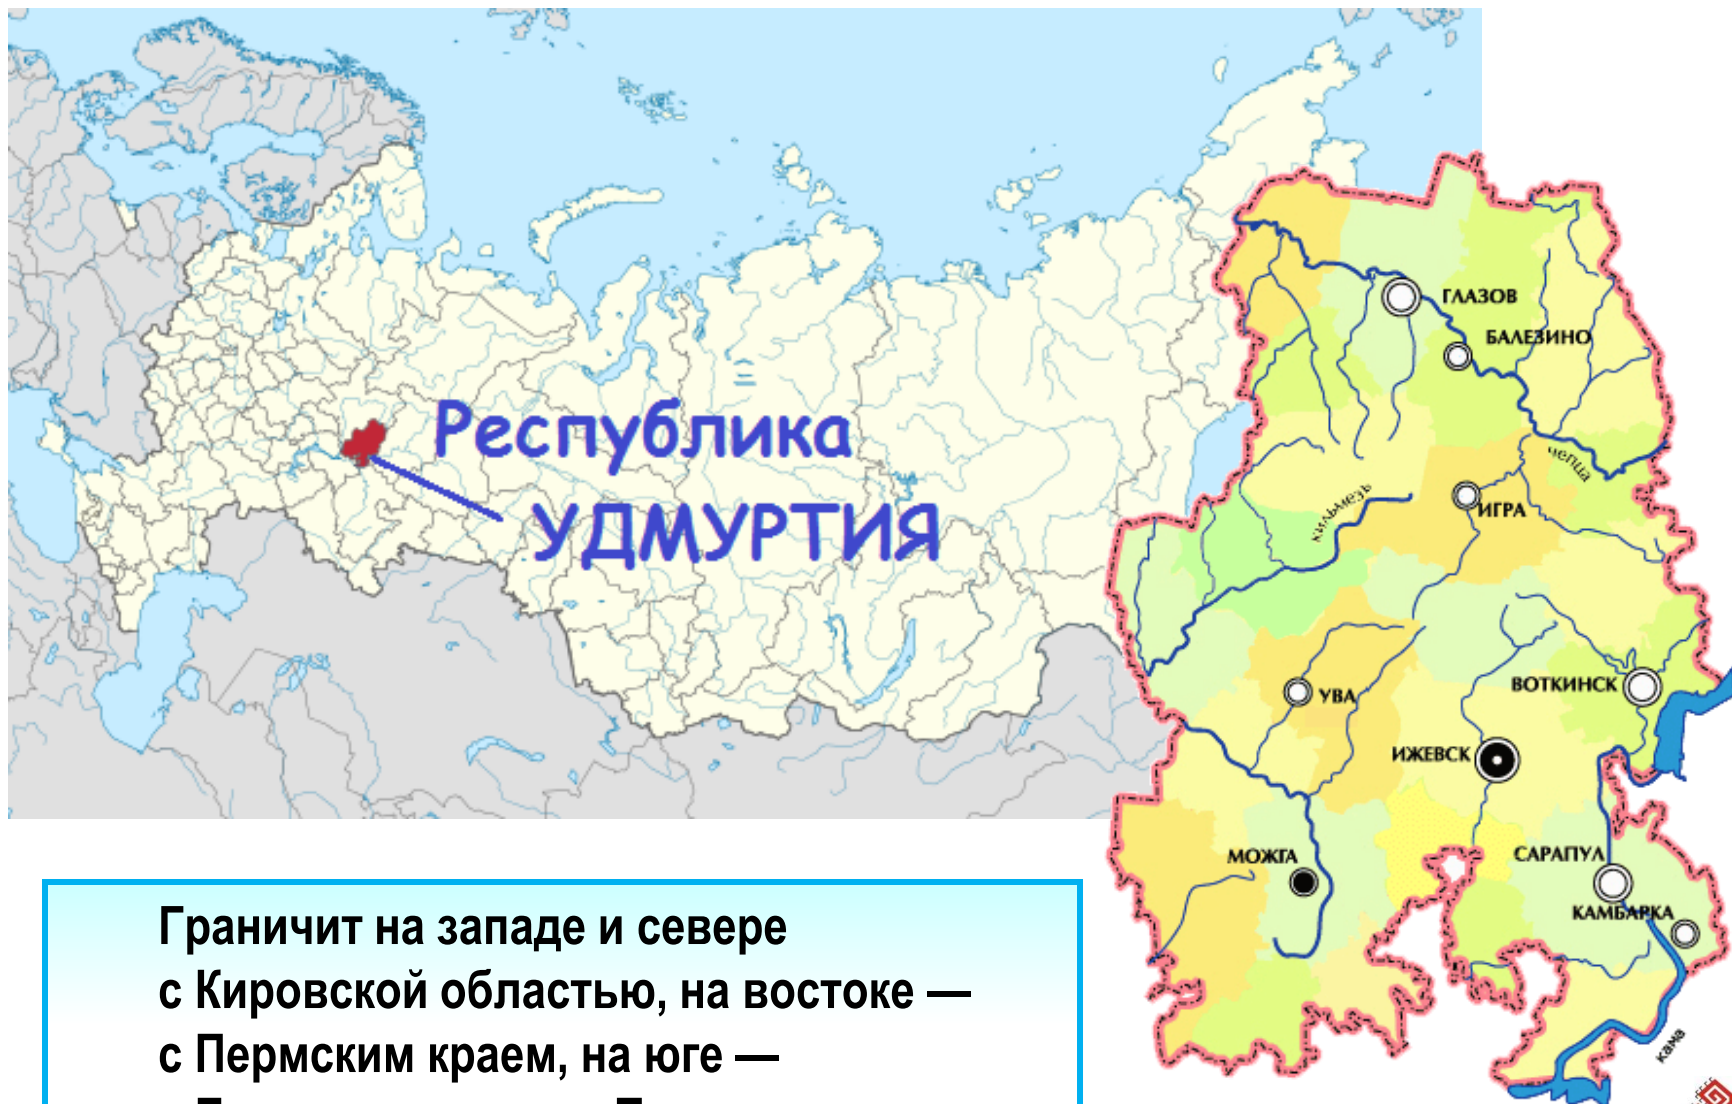 Республика
УДМУРТИЯ
ГЛАЗОВ
БАЛЕЗИНО
чепца
кильмезь
ИГРА
УВА
ВОТКИНСК
ИЖЕВСК
МОЖГА
САРАПУЛ
КАМБАРКА
кама
Граничит на западе и севере
с Кировской областью, на востоке —
с Пермским краем, на юге —